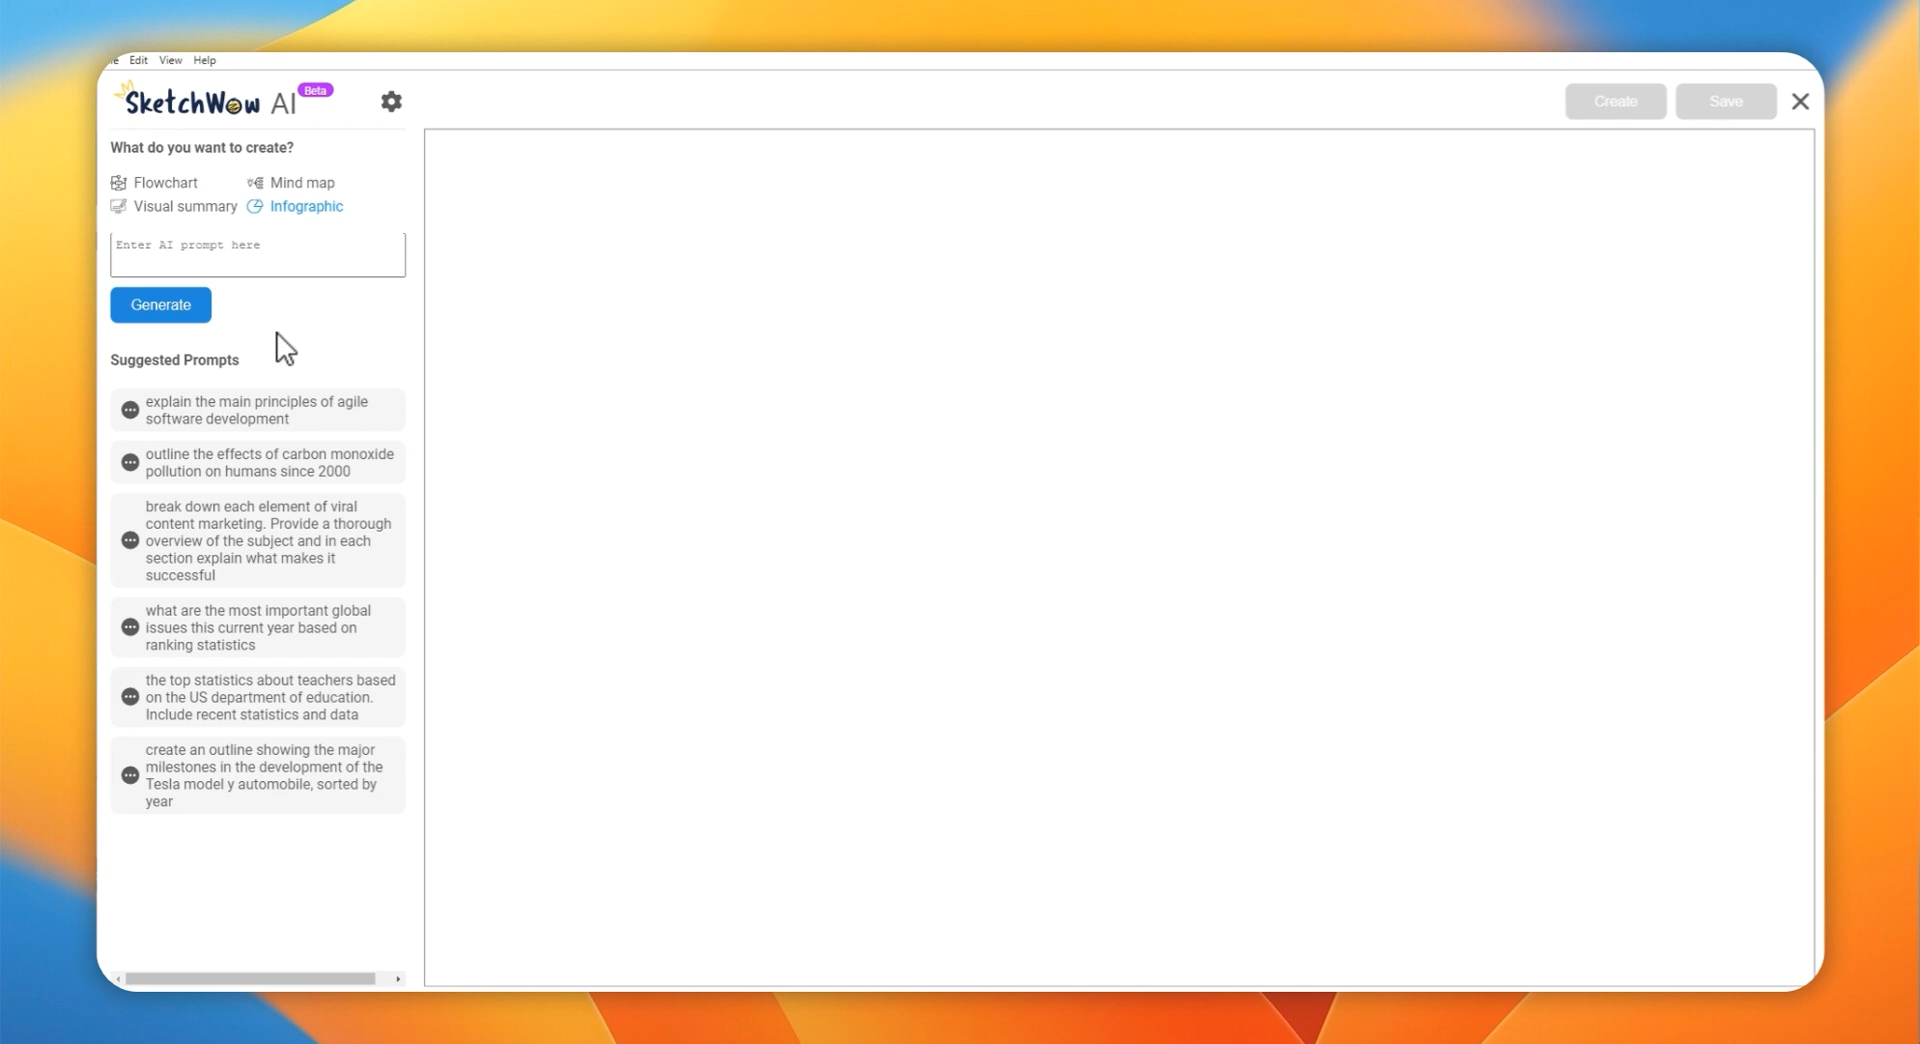 Edit View Help
SketchWow AI Beta
Create
Save
What do you want to create?
Flowchart
Mind map
Visual summary
Infographic
Enter AI prompt here
Generate
Suggested Prompts
explain the main principles of agile
software development
outline the effects of carbon monoxide
pollution on humans since 2000
break down each element of viral
content marketing. Provide a thorough
overview of the subject and in each
section explain what makes it
successful
what are the most important global
issues this current year based on
ranking statistics
the top statistics about teachers based
on the US department of education.
Include recent statistics and data
create an outline showing the major
milestones in the development of the
Tesla model y automobile, sorted by
year